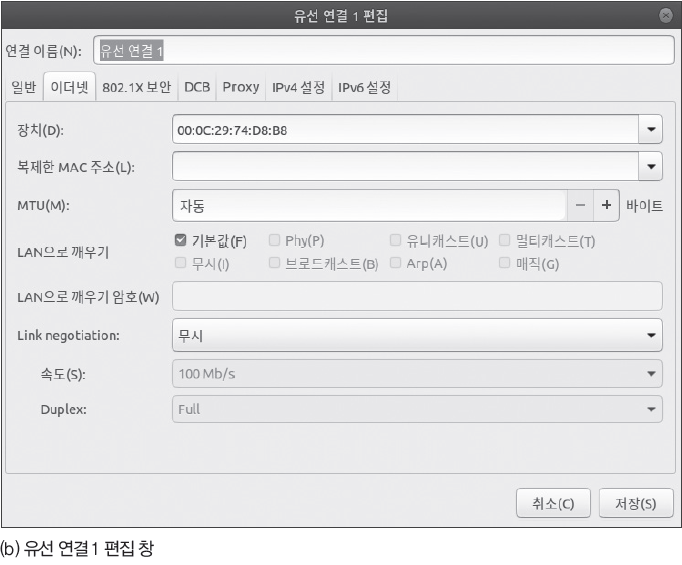 유선 연결 1 편집
연결 이름(N): 유선 연결 1
일반 이더넷 802.1X 보안 DCB Proxy IPv4 설정 IPv6 설정
장치(D): 00:0C:29:74:D8:B8
복제한 MAC 주소(L):
MTU(M): 자동 − + 바이트
LAN으로 깨우기
기본값(F) Phy(P) 유니캐스트(U) 멀티캐스트(T)
무시(I) 브로드캐스트(B) Arp(A) 매직(G)
LAN으로 깨우기 암호(W)
Link negotiation: 무시
속도(S): 100 Mb/s
Duplex: Full
취소(C) 저장(S)
(b) 유선 연결 1 편집 창